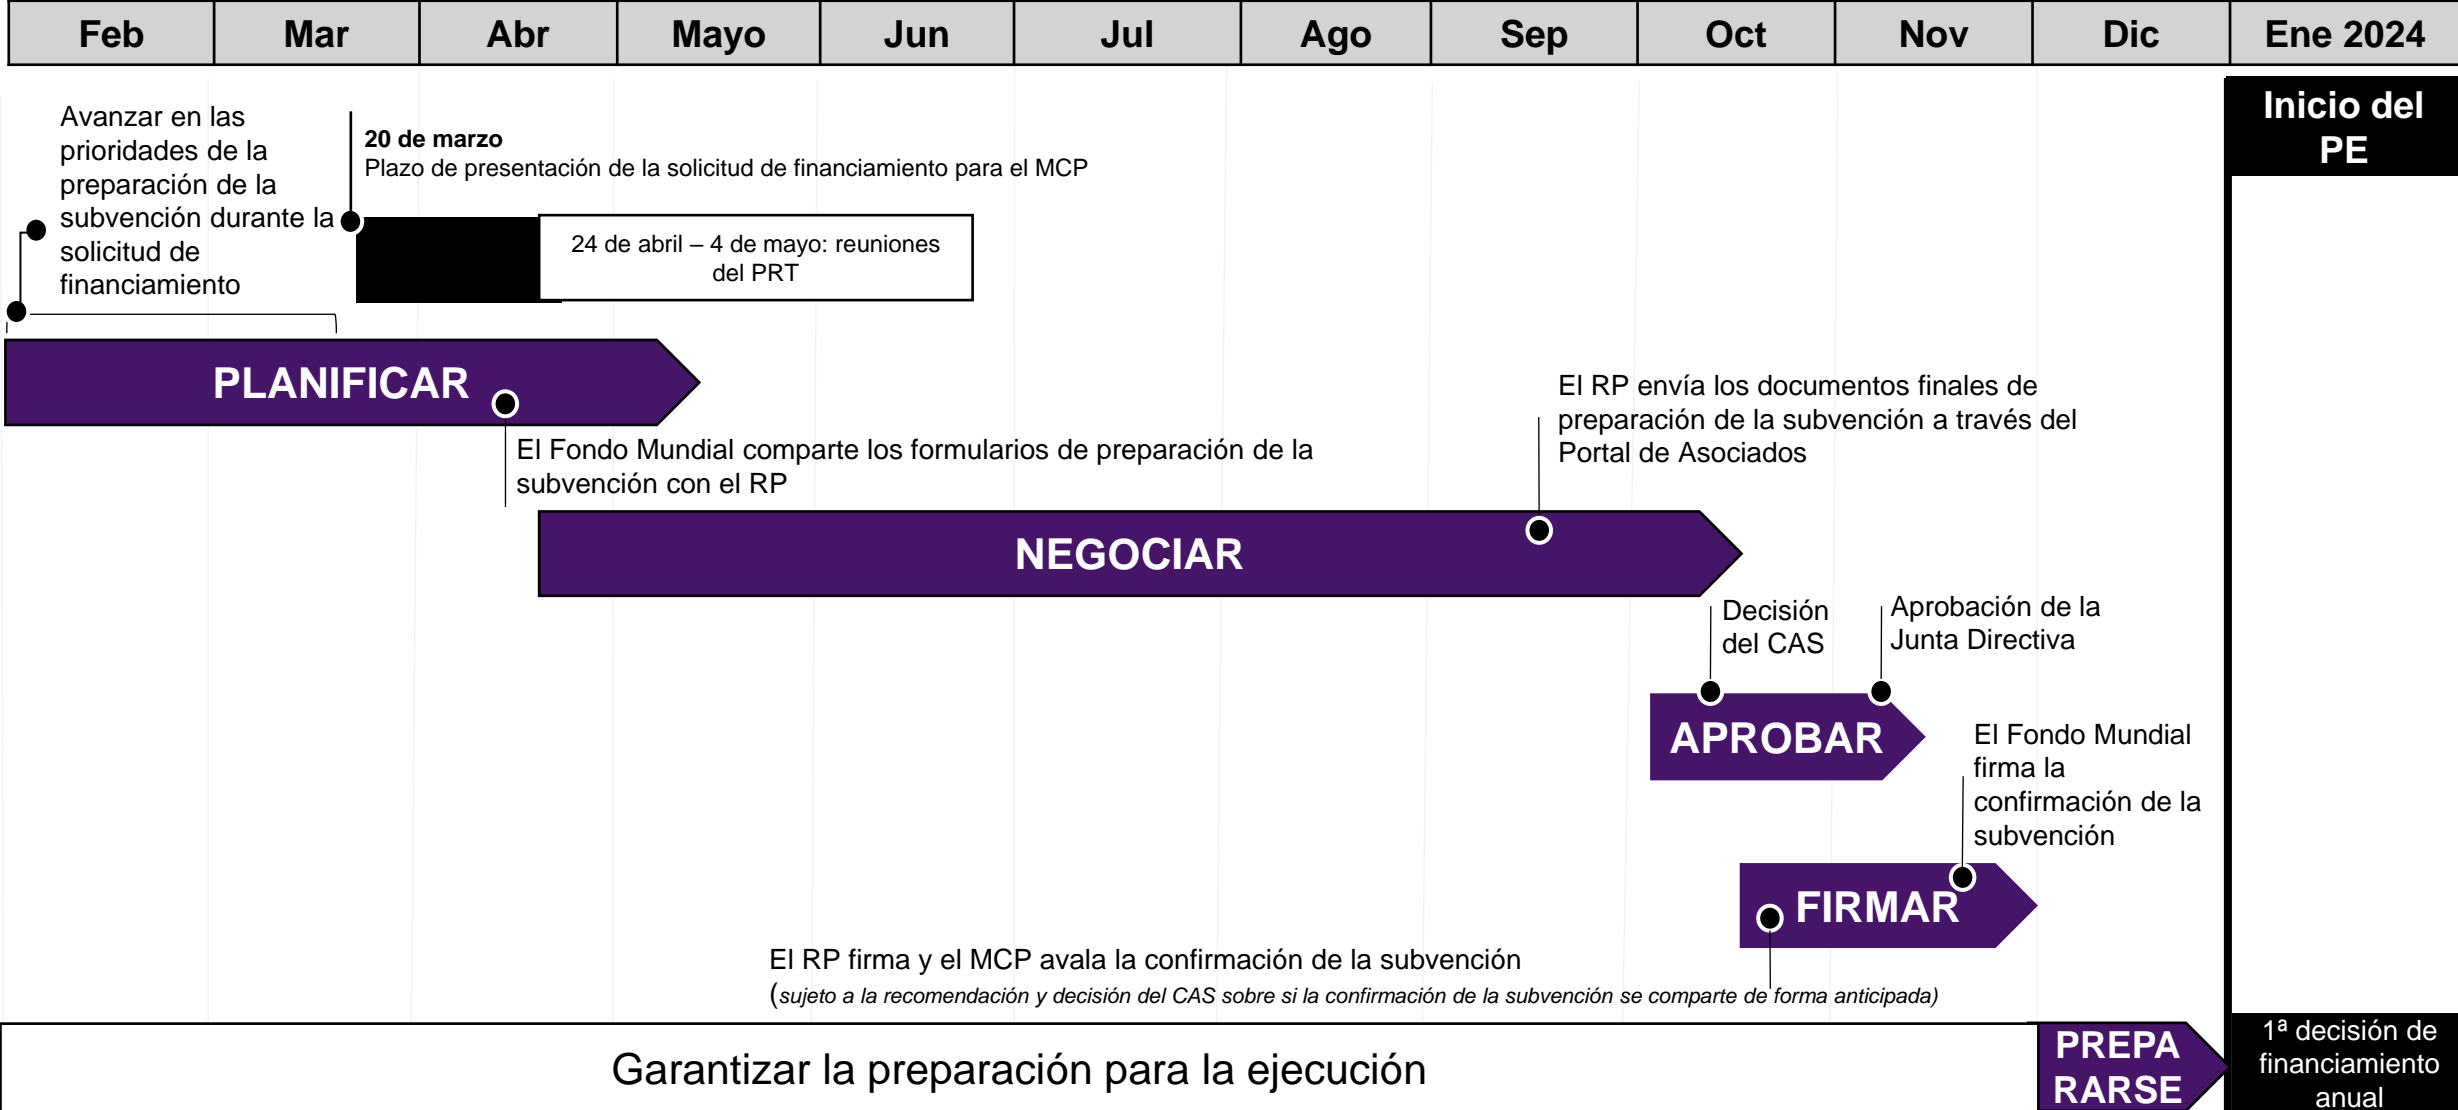 Feb Mar Abr Mayo Jun Jul Ago Sep Oct Nov Dic Ene 2024
Inicio del
PE
Avanzar en las
prioridades de la
preparación de la
subvención durante la
solicitud de
financiamiento
20 de marzo
Plazo de presentación de la solicitud de financiamiento para el MCP
24 de abril – 4 de mayo: reuniones
del PRT
PLANIFICAR
El Fondo Mundial comparte los formularios de preparación de la
subvención con el RP
El RP envía los documentos finales de
preparación de la subvención a través del
Portal de Asociados
NEGOCIAR
Decisión
del CAS
Aprobación de la
Junta Directiva
APROBAR
El Fondo Mundial
firma la
confirmación de la
subvención
FIRMAR
El RP firma y el MCP avala la confirmación de la subvención
(sujeto a la recomendación y decisión del CAS sobre si la confirmación de la subvención se comparte de forma anticipada)
Garantizar la preparación para la ejecución
PREPA
RARSE
1ª decisión de
financiamiento
anual